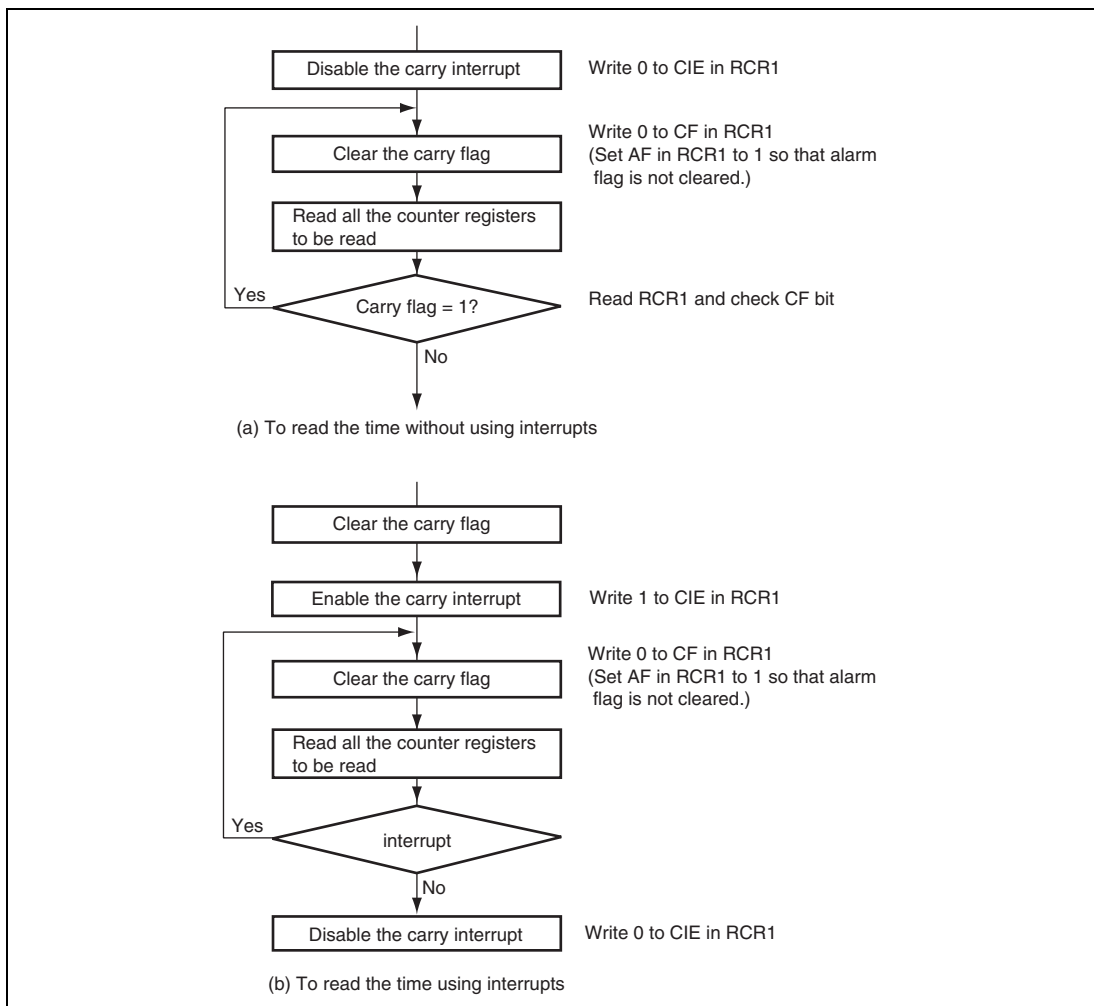 Disable the carry interrupt
Write 0 to CIE in RCR1
Clear the carry flag
Write 0 to CF in RCR1
(Set AF in RCR1 to 1 so that alarm
flag is not cleared.)
Read all the counter registers
to be read
Yes
Carry flag = 1?
Read RCR1 and check CF bit
No
(a) To read the time without using interrupts
Clear the carry flag
Enable the carry interrupt
Write 1 to CIE in RCR1
Clear the carry flag
Write 0 to CF in RCR1
(Set AF in RCR1 to 1 so that alarm
flag is not cleared.)
Read all the counter registers
to be read
Yes
interrupt
No
Disable the carry interrupt
Write 0 to CIE in RCR1
(b) To read the time using interrupts